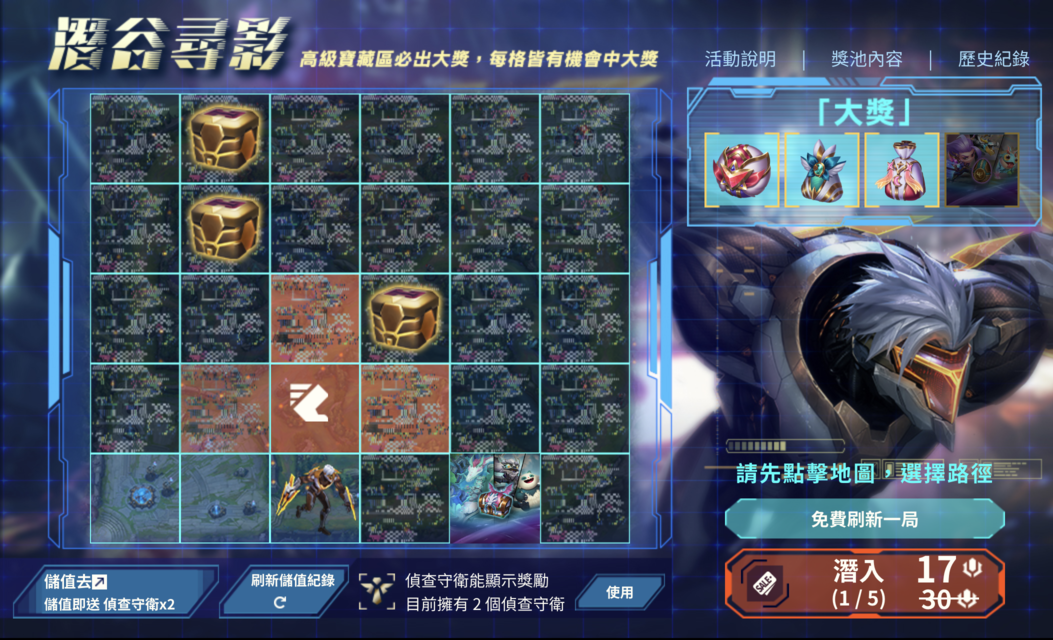 潛谷尋影
高級寶藏區必出大獎，每格皆有機會中大獎
活動說明 | 獎池內容 | 歷史紀錄
「大獎」
請先點擊地圖，選擇路徑
免費刷新一局
SALE
潛入 17
(1 / 5) 30
儲值去
儲值即送 偵查守衛x2
刷新儲值紀錄
偵查守衛能顯示獎勵
目前擁有 2 個偵查守衛
使用